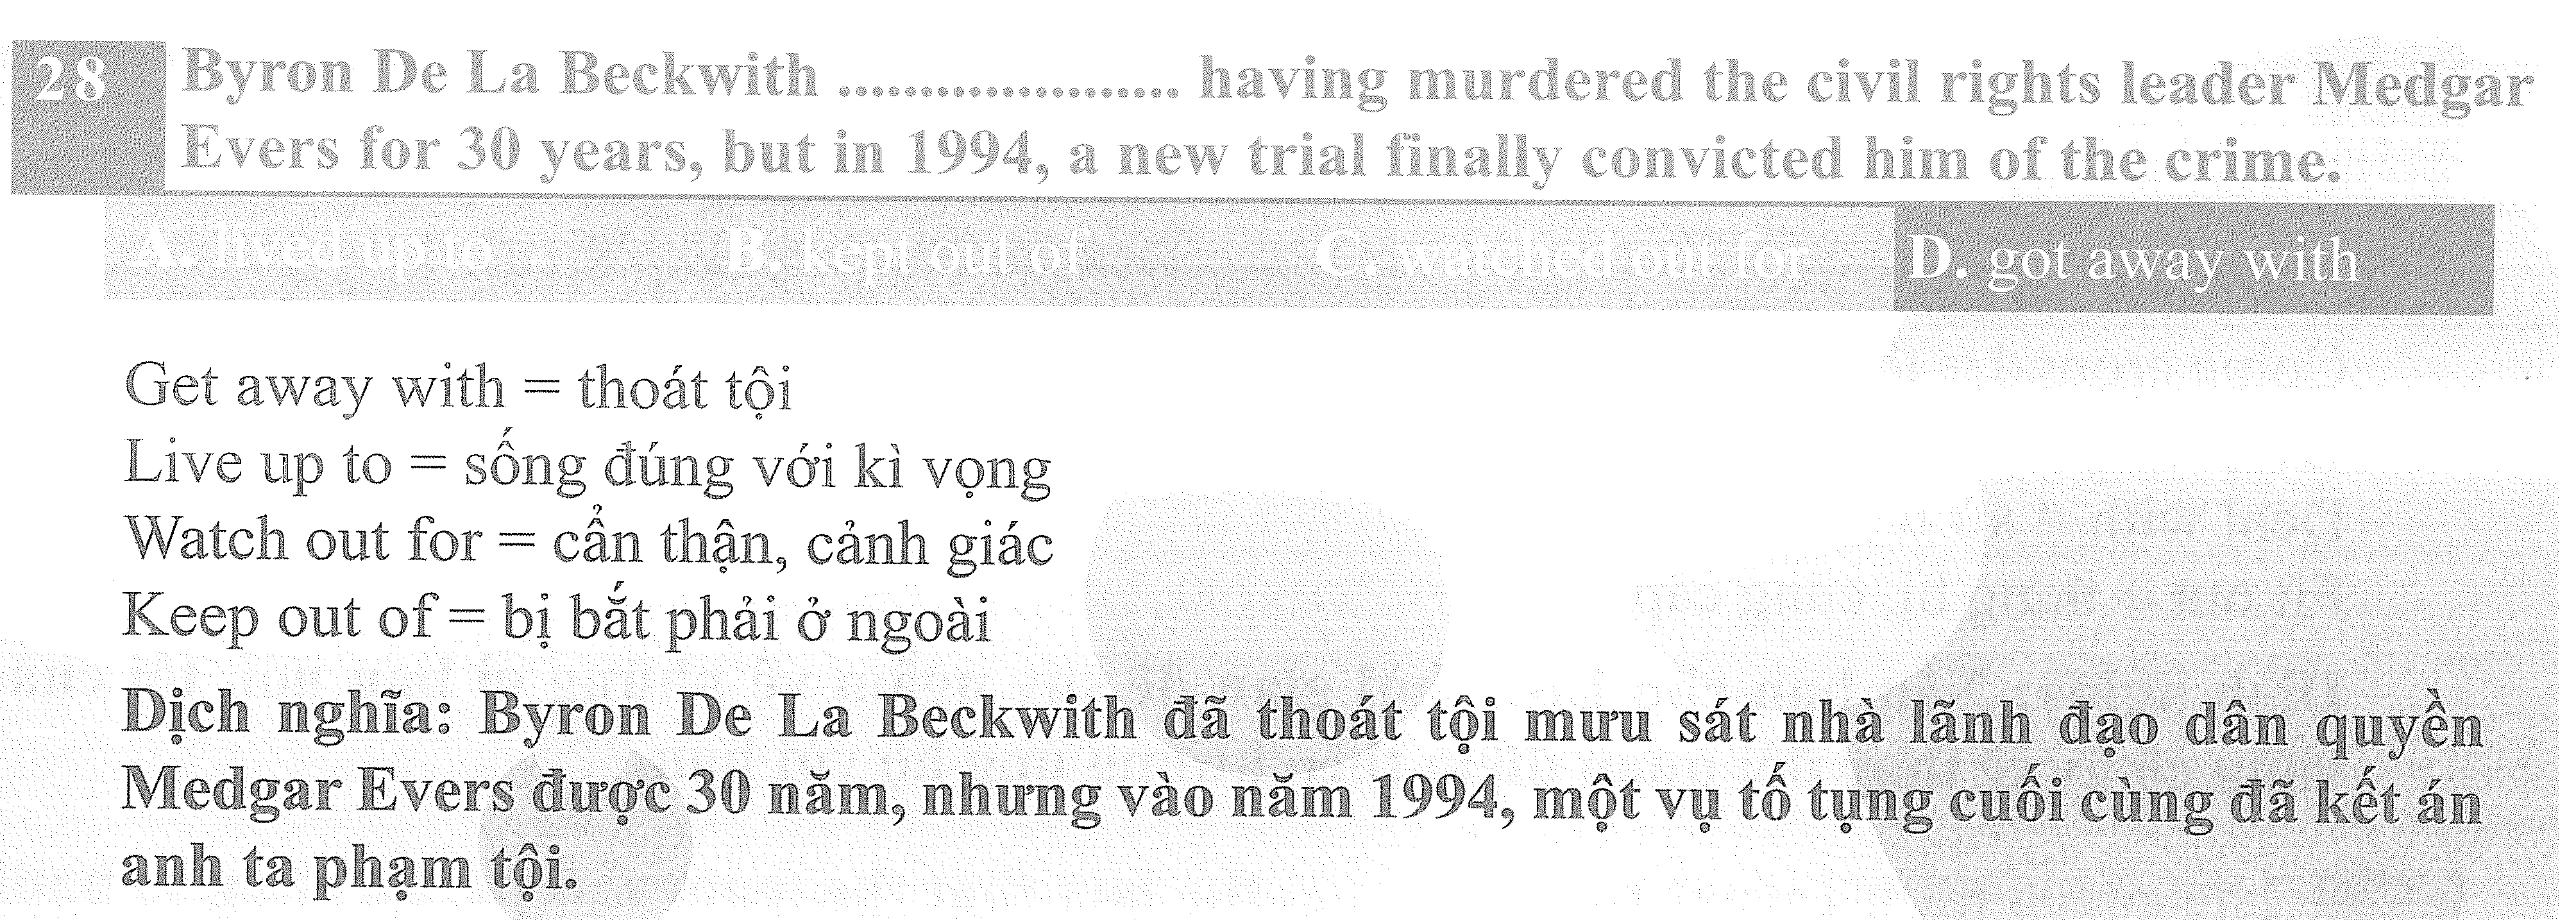 28 Byron De La Beckwith .................... having murdered the civil rights leader Medgar
Evers for 30 years, but in 1994, a new trial finally convicted him of the crime.
A. lived up to B. kept out of C. watched out for D. got away with
Get away with = thoát tội
Live up to = sống đúng với kì vọng
Watch out for = cẩn thận, cảnh giác
Keep out of = bị bắt phải ở ngoài
Dịch nghĩa: Byron De La Beckwith đã thoát tội mưu sát nhà lãnh đạo dân quyền
Medgar Evers được 30 năm, nhưng vào năm 1994, một vụ tố tụng cuối cùng đã kết án
anh ta phạm tội.